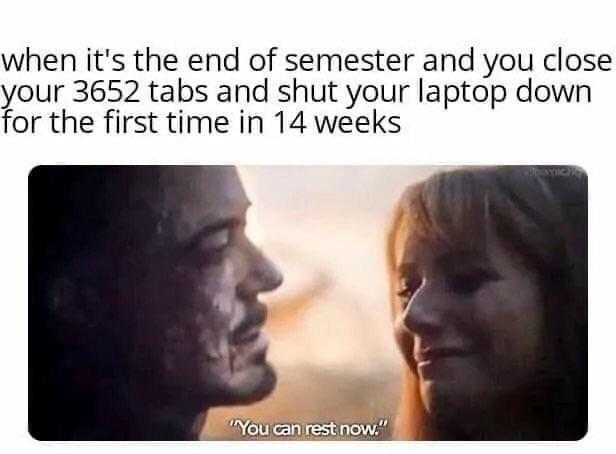 when it's the end of semester and you close
your 3652 tabs and shut your laptop down
for the first time in 14 weeks
"You can rest now."